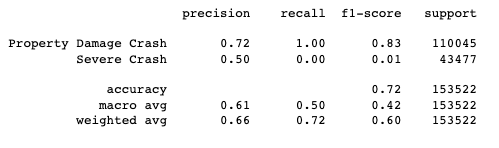 precision recall f1-score support
Property Damage Crash 0.72 1.00 0.83 110045
Severe Crash 0.50 0.00 0.01 43477
accuracy 0.72 153522
macro avg 0.61 0.50 0.42 153522
weighted avg 0.66 0.72 0.60 153522